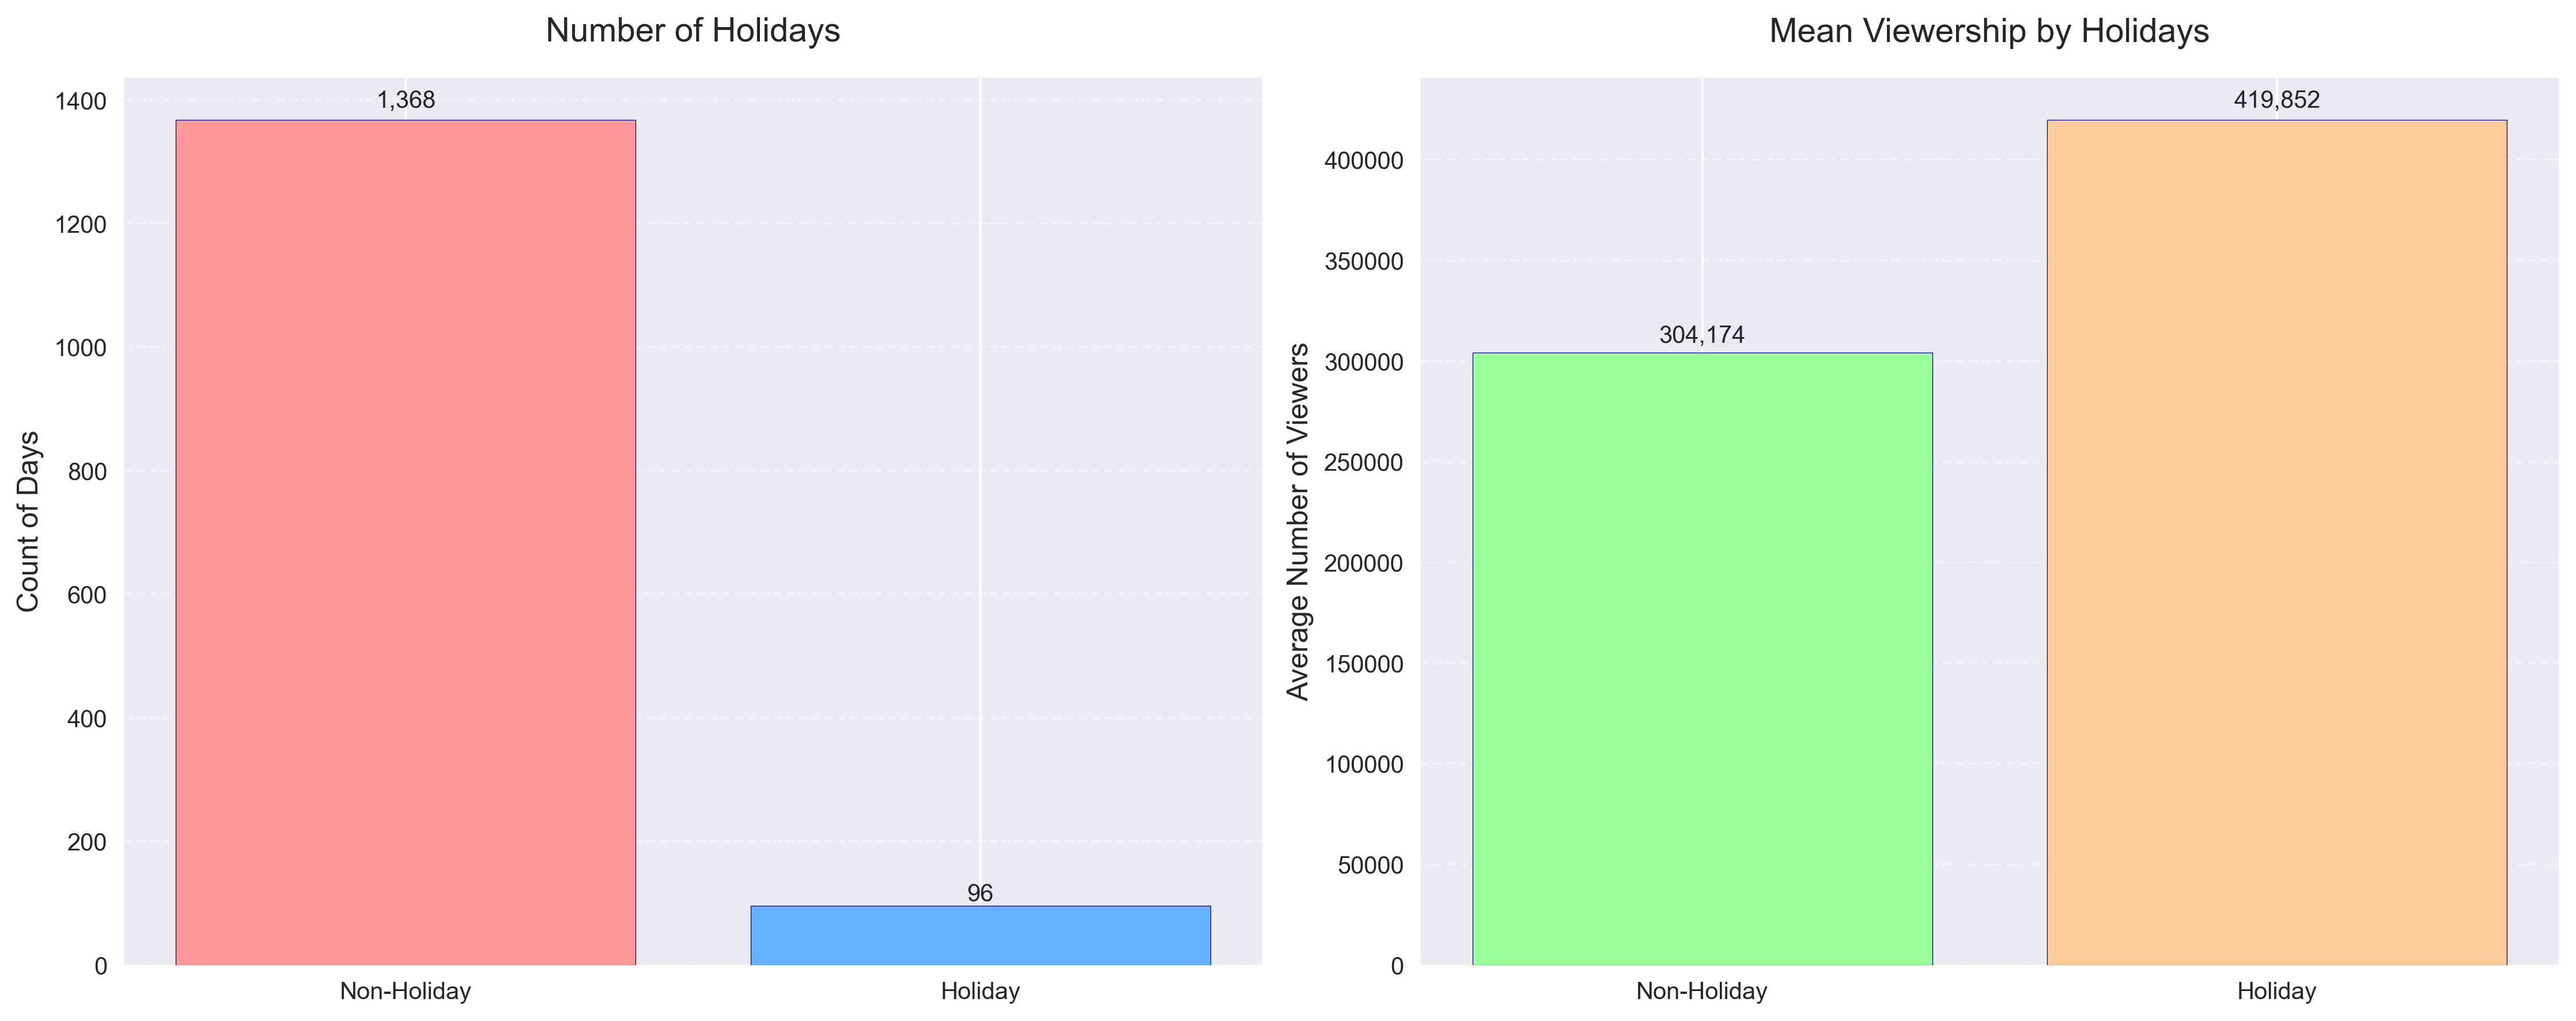 Number of Holidays
Count of Days
1400
1200
1000
800
600
400
200
0
1,368
96
Non-Holiday
Holiday
Mean Viewership by Holidays
Average Number of Viewers
400000
350000
300000
250000
200000
150000
100000
50000
0
304,174
419,852
Non-Holiday
Holiday